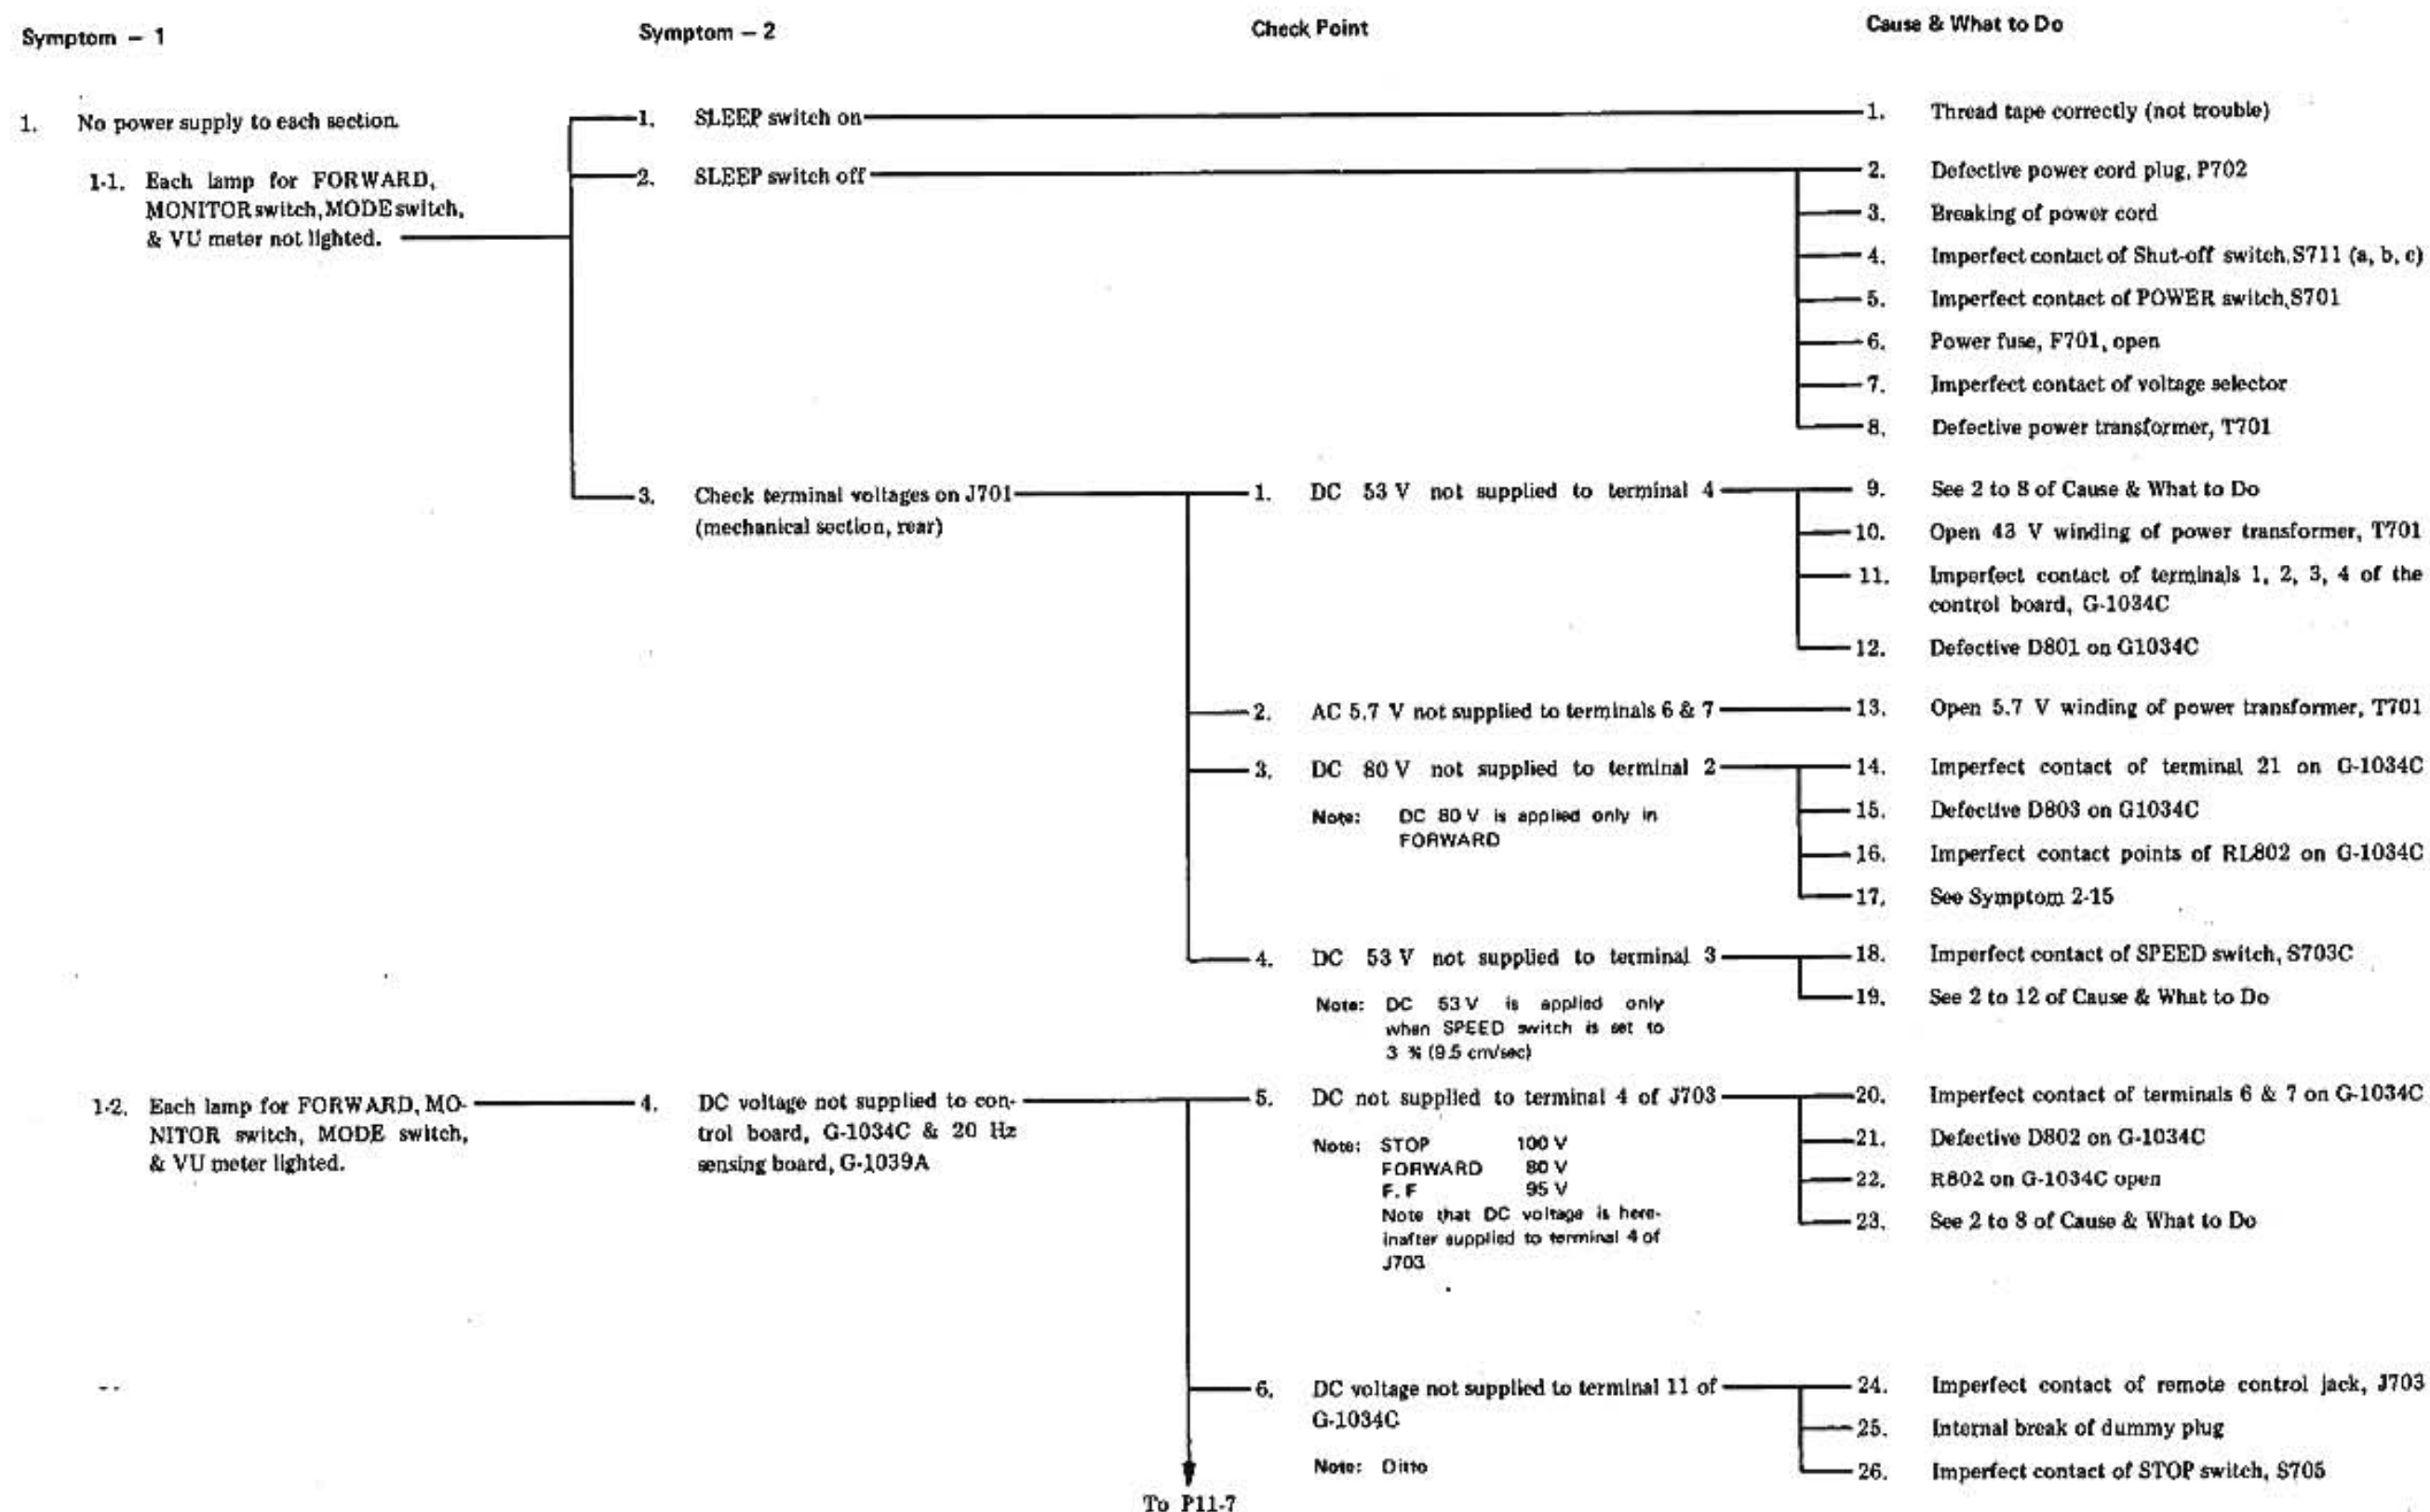 Symptom — 1
Symptom — 2
Check Point
Cause & What to Do
1. No power supply to each section.
1-1. Each lamp for FORWARD,
MONITOR switch, MODE switch,
& VU meter not lighted.
1. SLEEP switch on
2. SLEEP switch off
3. Check terminal voltages on J701
(mechanical section, rear)
1. DC 53 V not supplied to terminal 4
2. AC 5.7 V not supplied to terminals 6 & 7
3. DC 80 V not supplied to terminal 2
Note: DC 80 V is applied only in
FORWARD
4. DC 53 V not supplied to terminal 3
Note: DC 53 V is applied only
when SPEED switch is set to
3 ¾ (9.5 cm/sec)
1. Thread tape correctly (not trouble)
2. Defective power cord plug, P702
3. Breaking of power cord
4. Imperfect contact of Shut-off switch, S711 (a, b, c)
5. Imperfect contact of POWER switch, S701
6. Power fuse, F701, open
7. Imperfect contact of voltage selector
8. Defective power transformer, T701
9. See 2 to 8 of Cause & What to Do
10. Open 43 V winding of power transformer, T701
11. Imperfect contact of terminals 1, 2, 3, 4 of the
control board, G-1034C
12. Defective D801 on G1034C
13. Open 5.7 V winding of power transformer, T701
14. Imperfect contact of terminal 21 on G-1034C
15. Defective D803 on G1034C
16. Imperfect contact points of RL802 on G-1034C
17. See Symptom 2-15
18. Imperfect contact of SPEED switch, S703C
19. See 2 to 12 of Cause & What to Do
1-2. Each lamp for FORWARD, MO-
NITOR switch, MODE switch,
& VU meter lighted.
4. DC voltage not supplied to con-
trol board, G-1034C & 20 Hz
sensing board, G-1039A
5. DC not supplied to terminal 4 of J703
Note: STOP 100 V
FORWARD 80 V
F. F 95 V
Note that DC voltage is here-
inafter supplied to terminal 4 of
J703
6. DC voltage not supplied to terminal 11 of
G-1034C
Note: Ditto
20. Imperfect contact of terminals 6 & 7 on G-1034C
21. Defective D802 on G-1034C
22. R802 on G-1034C open
23. See 2 to 8 of Cause & What to Do
24. Imperfect contact of remote control jack, J703
25. Internal break of dummy plug
26. Imperfect contact of STOP switch, S705
To P11-7